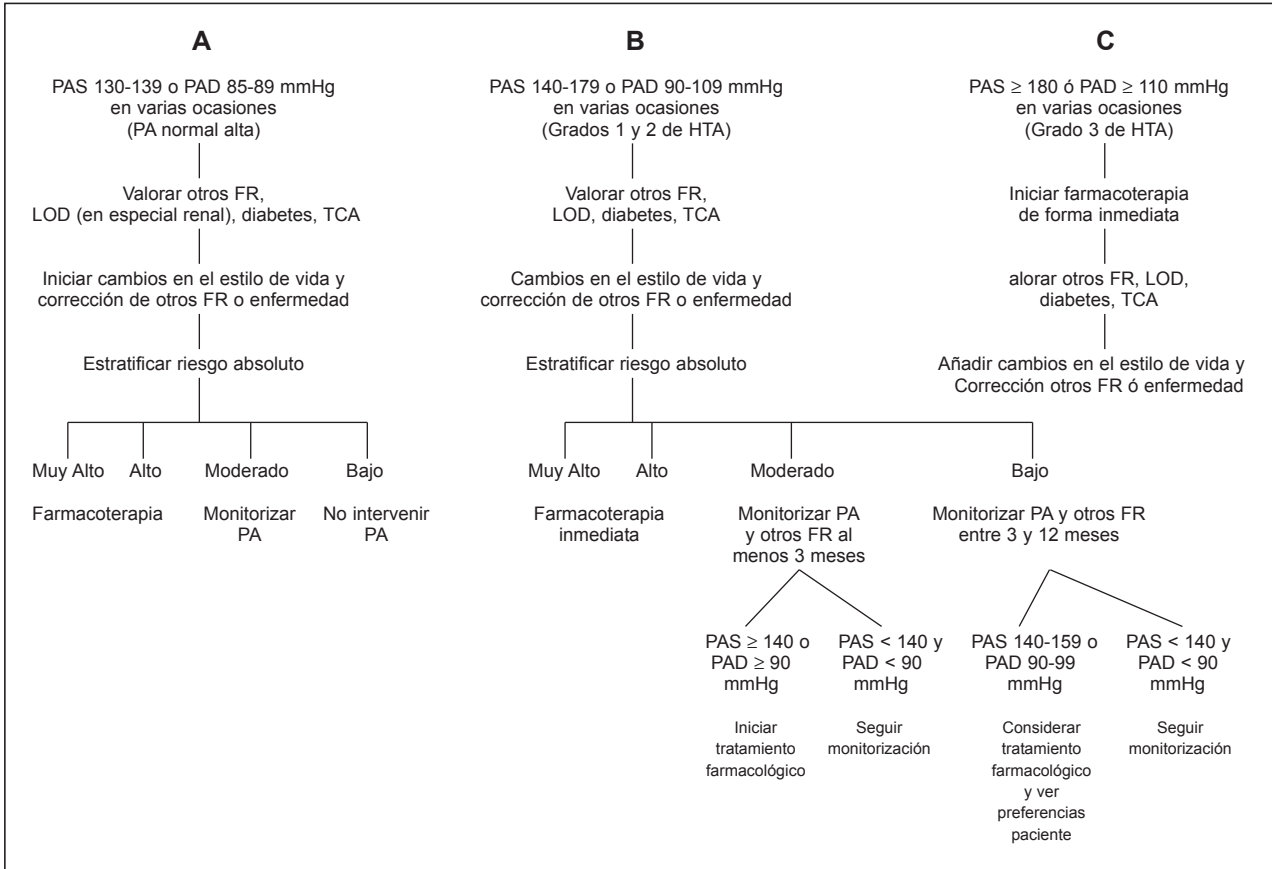 A
PAS 130-139 o PAD 85-89 mmHg
en varias ocasiones
(PA normal alta)
Valorar otros FR,
LOD (en especial renal), diabetes, TCA
Iniciar cambios en el estilo de vida y
corrección de otros FR o enfermedad
Estratificar riesgo absoluto
Muy Alto
Alto
Moderado
Bajo
Farmacoterapia
Monitorizar
PA
No intervenir
PA
B
PAS 140-179 o PAD 90-109 mmHg
en varias ocasiones
(Grados 1 y 2 de HTA)
Valorar otros FR,
LOD, diabetes, TCA
Cambios en el estilo de vida y
corrección de otros FR o enfermedad
Estratificar riesgo absoluto
Muy Alto
Alto
Moderado
Bajo
Farmacoterapia
inmediata
Monitorizar PA
y otros FR al
menos 3 meses
Monitorizar PA y otros FR
entre 3 y 12 meses
PAS ≥ 140 o
PAD ≥ 90
mmHg
PAS < 140 y
PAD < 90
mmHg
PAS 140-159 o
PAD 90-99
mmHg
PAS < 140 y
PAD < 90
mmHg
Iniciar
tratamiento
farmacológico
Seguir
monitorización
Considerar
tratamiento
farmacológico
y ver
preferencias
paciente
Seguir
monitorización
C
PAS ≥ 180 ó PAD ≥ 110 mmHg
en varias ocasiones
(Grado 3 de HTA)
Iniciar farmacoterapia
de forma inmediata
alorar otros FR, LOD,
diabetes, TCA
Añadir cambios en el estilo de vida y
Corrección otros FR ó enfermedad